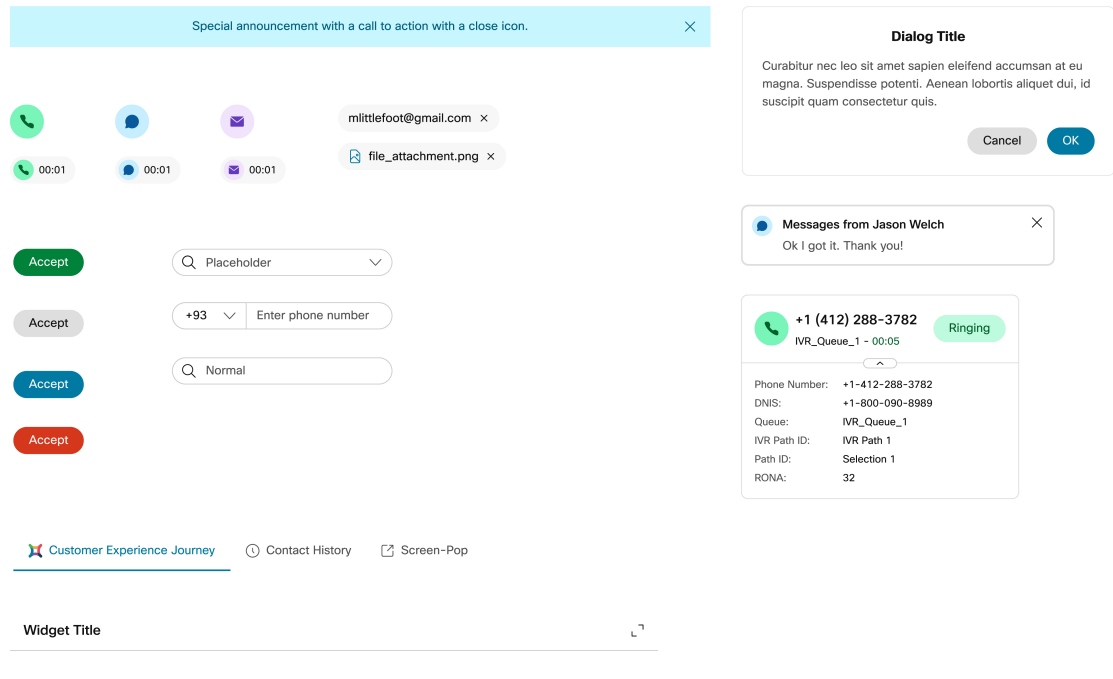 Special announcement with a call to action with a close icon.
mlittlefoot@gmail.com
file_attachment.png
00:01
00:01
00:01
Accept
Placeholder
Accept
+93
Enter phone number
Accept
Normal
Accept
Customer Experience Journey
Contact History
Screen-Pop
Widget Title
Dialog Title
Curabitur nec leo sit amet sapien eleifend accumsan at eu
magna. Suspendisse potenti. Aenean lobortis aliquet dui, id
suscipit quam consectetur quis.
Cancel
OK
Messages from Jason Welch
Ok I got it. Thank you!
+1 (412) 288-3782
IVR_Queue_1 - 00:05
Ringing
Phone Number: +1-412-288-3782
DNIS: +1-800-090-8989
Queue: IVR_Queue_1
IVR Path ID: IVR Path 1
Path ID: Selection 1
RONA: 32